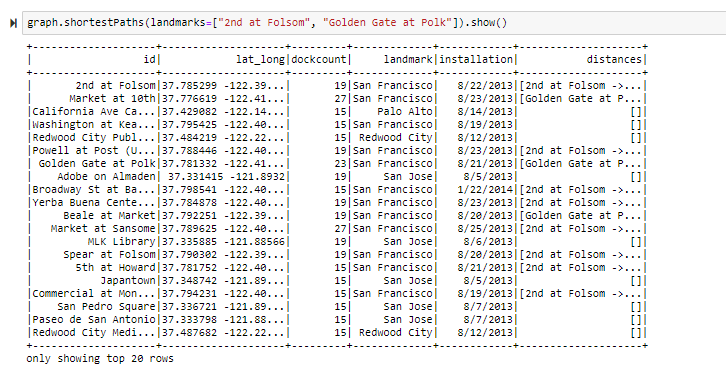 graph.shortestPaths(landmarks=["2nd at Folsom", "Golden Gate at Polk"]).show()
+--------------------+--------------------+---------+-------------+------------+--------------------+
|                  id|            lat_long|dockcount|     landmark|installation|           distances|
+--------------------+--------------------+---------+-------------+------------+--------------------+
|       2nd at Folsom|37.785299 -122.39...|       19|San Francisco|   8/22/2013|[2nd at Folsom ->...|
|      Market at 10th|37.776619 -122.41...|       27|San Francisco|   8/23/2013|[Golden Gate at P...|
|California Ave Ca...|37.429082 -122.14...|       15|    Palo Alto|   8/14/2013|                  []|
|Washington at Kea...|37.795425 -122.40...|       15|San Francisco|   8/19/2013|                  []|
|Redwood City Publ...|37.484219 -122.22...|       15| Redwood City|   8/12/2013|                  []|
|Powell at Post (U...|37.788446 -122.40...|       19|San Francisco|   8/23/2013|[2nd at Folsom ->...|
| Golden Gate at Polk|37.781332 -122.41...|       23|San Francisco|   8/21/2013|[Golden Gate at P...|
|    Adobe on Almaden| 37.331415 -121.8932|       19|     San Jose|    8/5/2013|                  []|
|Broadway St at Ba...|37.798541 -122.40...|       15|San Francisco|   1/22/2014|[2nd at Folsom ->...|
|Yerba Buena Cente...|37.784878 -122.40...|       19|San Francisco|   8/23/2013|[2nd at Folsom ->...|
|     Beale at Market|37.792251 -122.39...|       19|San Francisco|   8/20/2013|[Golden Gate at P...|
|   Market at Sansome|37.789625 -122.40...|       27|San Francisco|   8/25/2013|[2nd at Folsom ->...|
|         MLK Library|37.335885 -121.88566|       19|     San Jose|    8/6/2013|                  []|
|     Spear at Folsom|37.790302 -122.39...|       19|San Francisco|   8/20/2013|[2nd at Folsom ->...|
|       5th at Howard|37.781752 -122.40...|       15|San Francisco|   8/21/2013|[2nd at Folsom ->...|
|           Japantown|37.348742 -121.89...|       15|     San Jose|    8/5/2013|                  []|
|Commercial at Mon...|37.794231 -122.40...|       15|San Francisco|   8/19/2013|[2nd at Folsom ->...|
|    San Pedro Square|37.336721 -121.89...|       15|     San Jose|    8/7/2013|                  []|
|Paseo de San Antonio|37.333798 -121.88...|       15|     San Jose|    8/7/2013|                  []|
|Redwood City Medi...|37.487682 -122.22...|       15| Redwood City|   8/12/2013|                  []|
+--------------------+--------------------+---------+-------------+------------+--------------------+
only showing top 20 rows